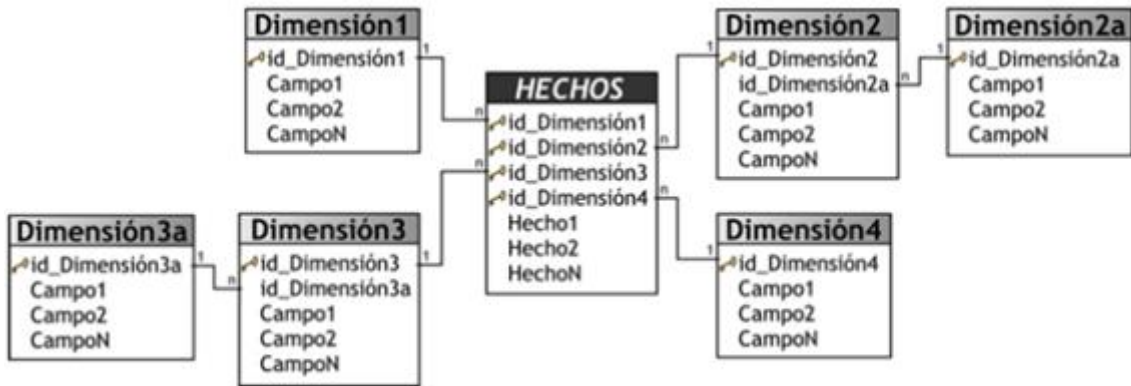 Dimensión1
id_Dimensión1
Campo1
Campo2
CampoN
1
n
HECHOS
id_Dimensión1
id_Dimensión2
id_Dimensión3
id_Dimensión4
Hecho1
Hecho2
HechoN
n
n
n
Dimensión2
id_Dimensión2
id_Dimensión2a
Campo1
Campo2
CampoN
1
n
Dimensión2a
id_Dimensión2a
Campo1
Campo2
CampoN
1
Dimensión3a
id_Dimensión3a
Campo1
Campo2
CampoN
1
n
Dimensión3
id_Dimensión3
id_Dimensión3a
Campo1
Campo2
CampoN
1
Dimensión4
id_Dimensión4
Campo1
Campo2
CampoN
1